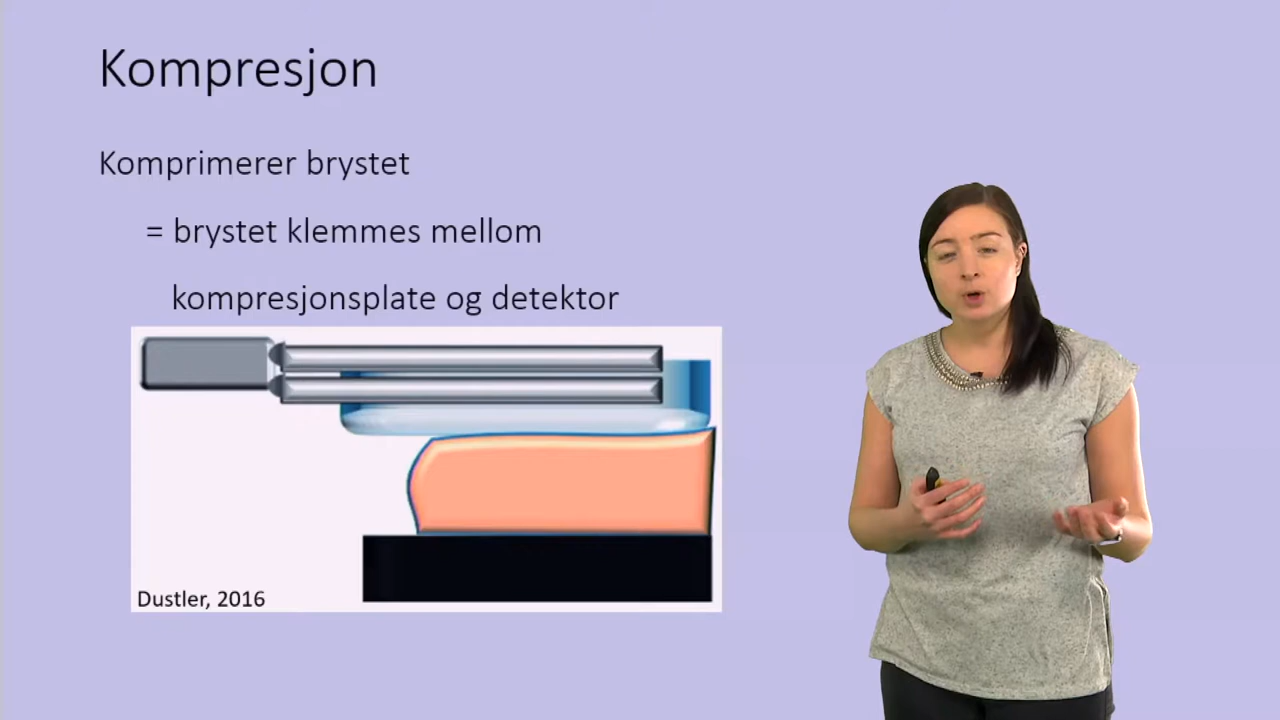 Kompresjon
Komprimerer brystet
= brystet klemmes mellom
kompresjonsplate og detektor
Dustler, 2016